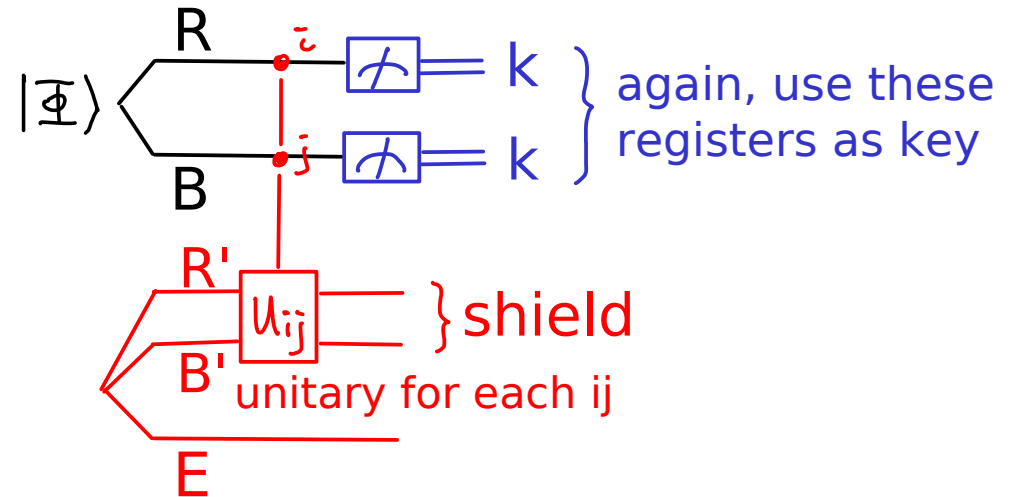 R
i
|Φ⟩
k
again, use these
registers as key
j
k
B
R'
U_ij
} shield
B'
unitary for each ij
E